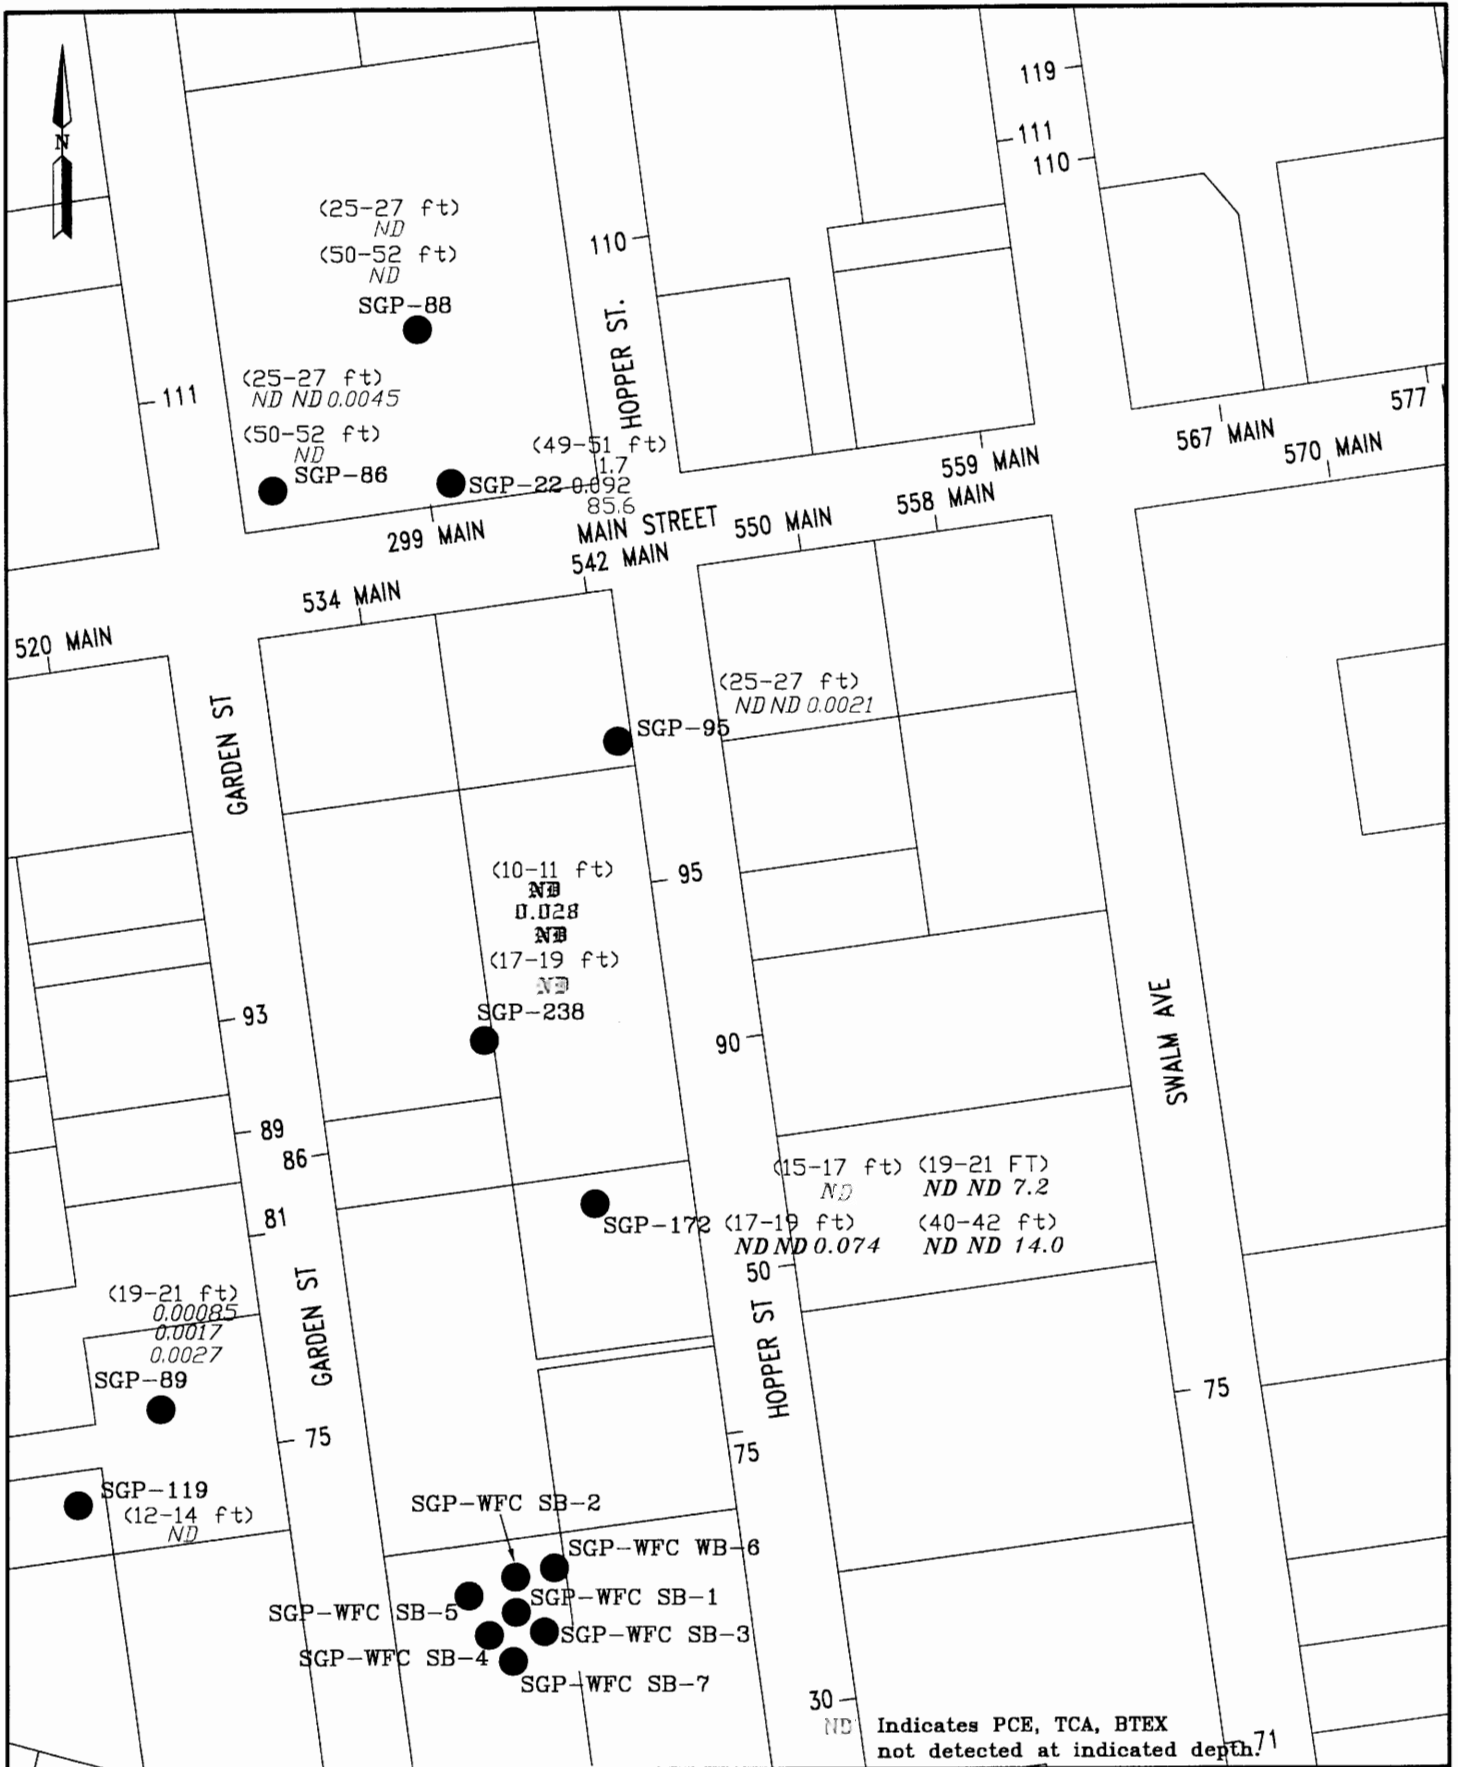 N
119
111
110
(25-27 ft)
ND
(50-52 ft)
ND
SGP-88
110
HOPPER ST.
111
(25-27 ft)
ND ND 0.0045
(50-52 ft)
ND
SGP-86
(49-51 ft)
1.7
SGP-22 0.092
85.6
577
567 MAIN
570 MAIN
559 MAIN
558 MAIN
550 MAIN
MAIN STREET
299 MAIN
542 MAIN
534 MAIN
520 MAIN
GARDEN ST
(25-27 ft)
ND ND 0.0021
SGP-95
(10-11 ft)
ND
0.028
ND
(17-19 ft)
ND
SGP-238
95
93
90
SWALM AVE
89
86
81
(15-17 ft) (19-21 FT)
ND ND ND 7.2
SGP-172 (17-19 ft) (40-42 ft)
ND ND 0.074 ND ND 14.0
50
(19-21 ft)
0.00085
0.0017
0.0027
SGP-89
GARDEN ST
HOPPER ST
75
75
75
SGP-119
(12-14 ft)
ND
SGP-WFC SB-2
SGP-WFC WB-6
SGP-WFC SB-1
SGP-WFC SB-5
SGP-WFC SB-3
SGP-WFC SB-4
SGP-WFC SB-7
30
ND Indicates PCE, TCA, BTEX
not detected at indicated depth.
71